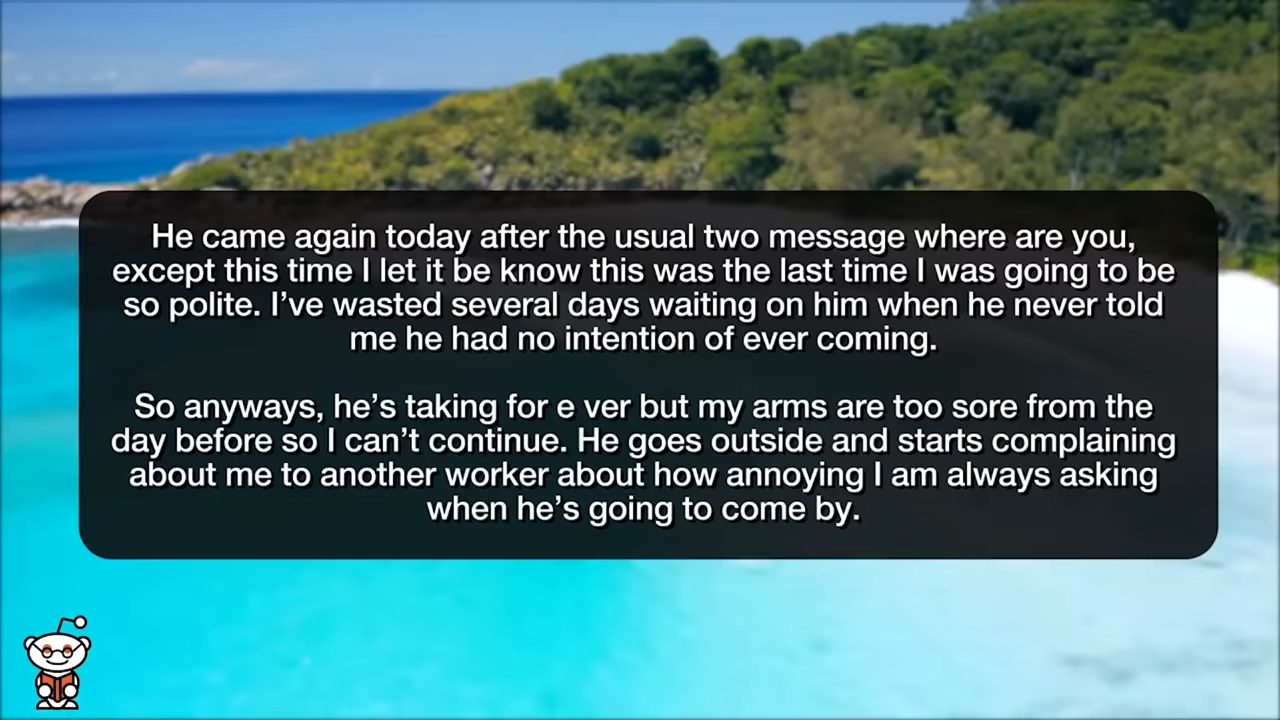 He came again today after the usual two message where are you,
except this time I let it be know this was the last time I was going to be
so polite. I’ve wasted several days waiting on him when he never told
me he had no intention of ever coming.
So anyways, he’s taking for e ver but my arms are too sore from the
day before so I can’t continue. He goes outside and starts complaining
about me to another worker about how annoying I am always asking
when he’s going to come by.